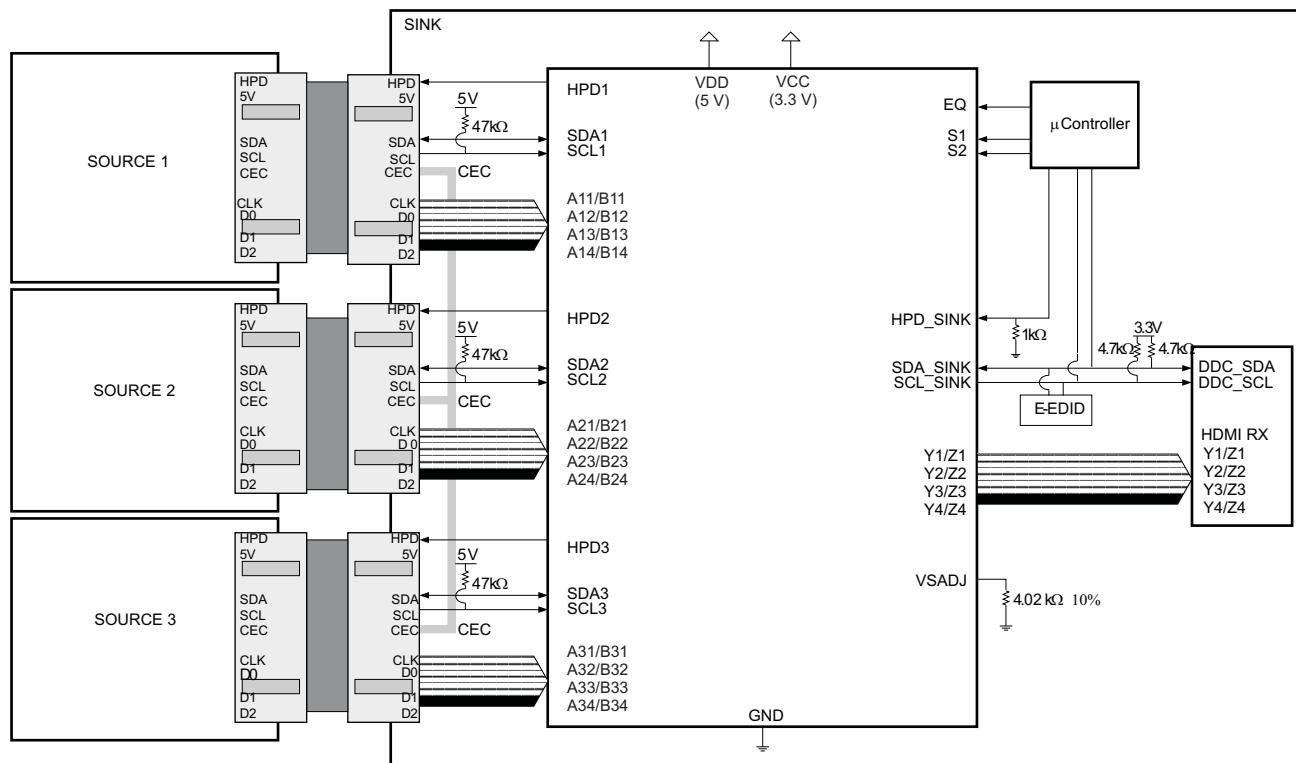 SINK
SOURCE 1
HPD
5V
SDA
SCL
CEC
CLK
D0
D1
D2
HPD
5V
SDA
SCL
CEC
CLK
D0
D1
D2
5V
47kΩ
CEC
HPD1
SDA1
SCL1
A11/B11
A12/B12
A13/B13
A14/B14
SOURCE 2
HPD
5V
SDA
SCL
CEC
CLK
D0
D1
D2
HPD
5V
SDA
SCL
CEC
CLK
D 0
D1
D2
5V
47kΩ
CEC
HPD2
SDA2
SCL2
A21/B21
A22/B22
A23/B23
A24/B24
SOURCE 3
HPD
5V
SDA
SCL
CEC
CLK
D0
D1
D2
HPD
5V
SDA
SCL
CEC
CLK
D0
D1
D2
5V
47kΩ
CEC
HPD3
SDA3
SCL3
A31/B31
A32/B32
A33/B33
A34/B34
VDD
(5 V)
VCC
(3.3 V)
EQ
S1
S2
μController
HPD_SINK
1kΩ
3.3V
4.7kΩ
4.7kΩ
SDA_SINK
SCL_SINK
E-EDID
DDC_SDA
DDC_SCL
HDMI RX
Y1/Z1
Y2/Z2
Y3/Z3
Y4/Z4
Y1/Z1
Y2/Z2
Y3/Z3
Y4/Z4
VSADJ
4.02 kΩ 10%
GND